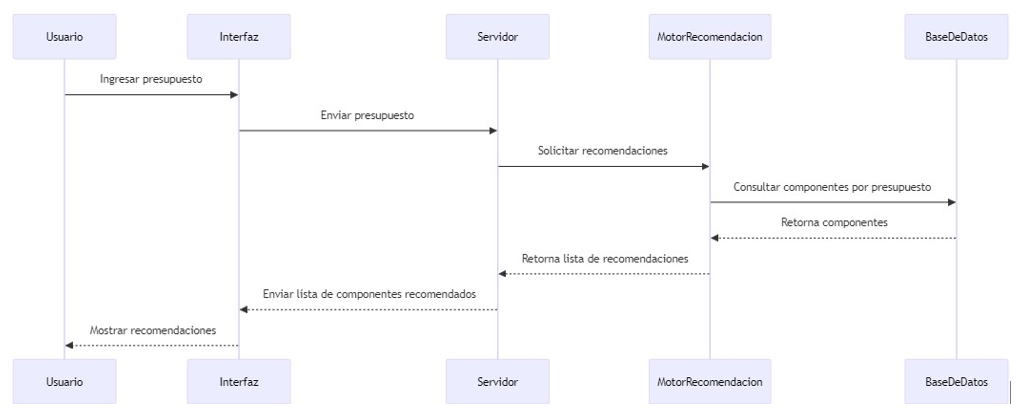 Usuario
Interfaz
Servidor
MotorRecomendacion
BaseDeDatos
Ingresar presupuesto
Enviar presupuesto
Solicitar recomendaciones
Consultar componentes por presupuesto
Retorna componentes
Retorna lista de recomendaciones
Enviar lista de componentes recomendados
Mostrar recomendaciones
Usuario
Interfaz
Servidor
MotorRecomendacion
BaseDeDatos